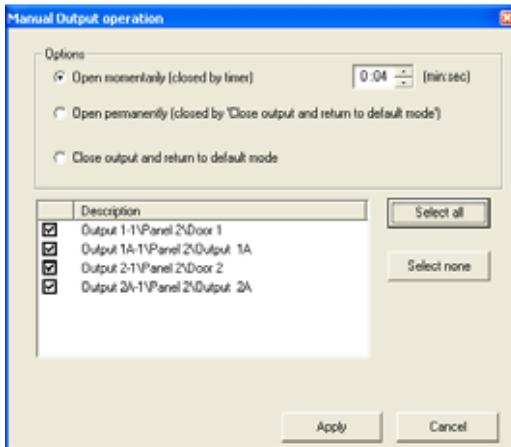 Manual Output operation
Options
Open momentarily (closed by timer) 0:04 (min:sec)
Open permanently (closed by 'Close output and return to default mode')
Close output and return to default mode
Description
Output 1-1\Panel 2\Door 1
Output 1A-1\Panel 2\Output 1A
Output 2-1\Panel 2\Door 2
Output 2A-1\Panel 2\Output 2A
Select all
Select none
Apply Cancel